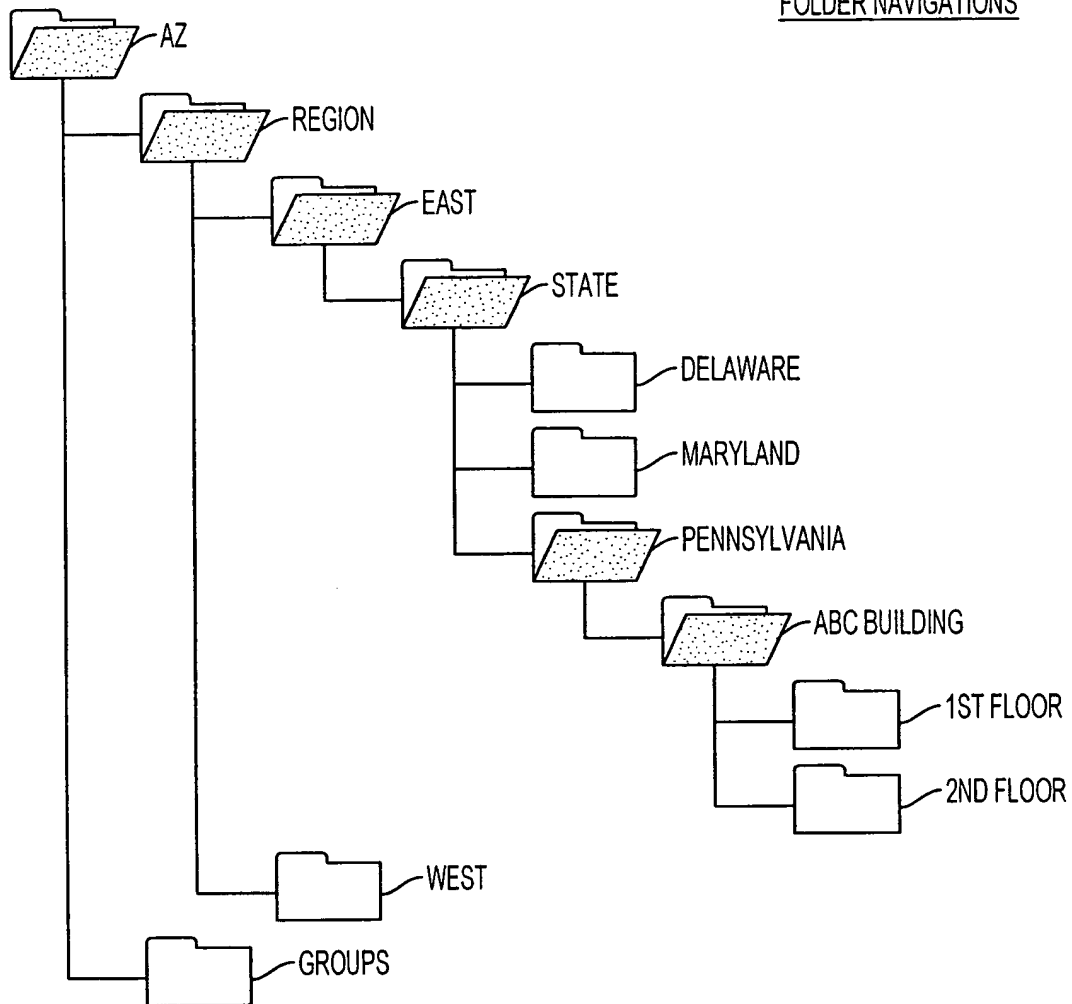 FOLDER NAVIGATIONS
AZ
REGION
EAST
STATE
DELAWARE
MARYLAND
PENNSYLVANIA
ABC BUILDING
1ST FLOOR
2ND FLOOR
WEST
GROUPS